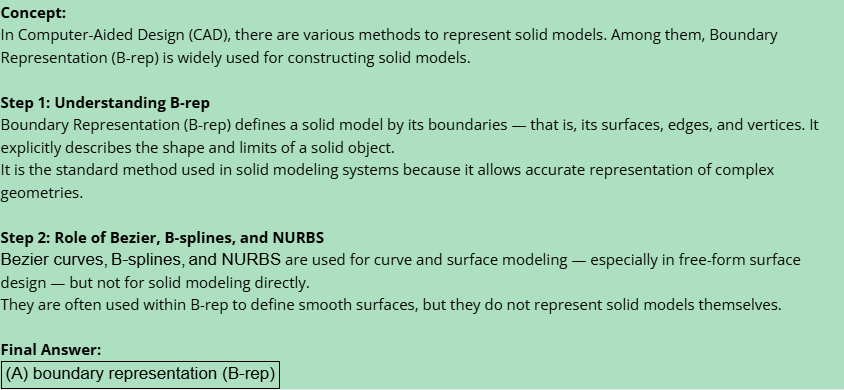 Concept:
In Computer-Aided Design (CAD), there are various methods to represent solid models. Among them, Boundary
Representation (B-rep) is widely used for constructing solid models.
Step 1: Understanding B-rep
Boundary Representation (B-rep) defines a solid model by its boundaries — that is, its surfaces, edges, and vertices. It
explicitly describes the shape and limits of a solid object.
It is the standard method used in solid modeling systems because it allows accurate representation of complex
geometries.
Step 2: Role of Bezier, B-splines, and NURBS
Bezier curves, B-splines, and NURBS are used for curve and surface modeling — especially in free-form surface
design — but not for solid modeling directly.
They are often used within B-rep to define smooth surfaces, but they do not represent solid models themselves.
Final Answer:
(A) boundary representation (B-rep)